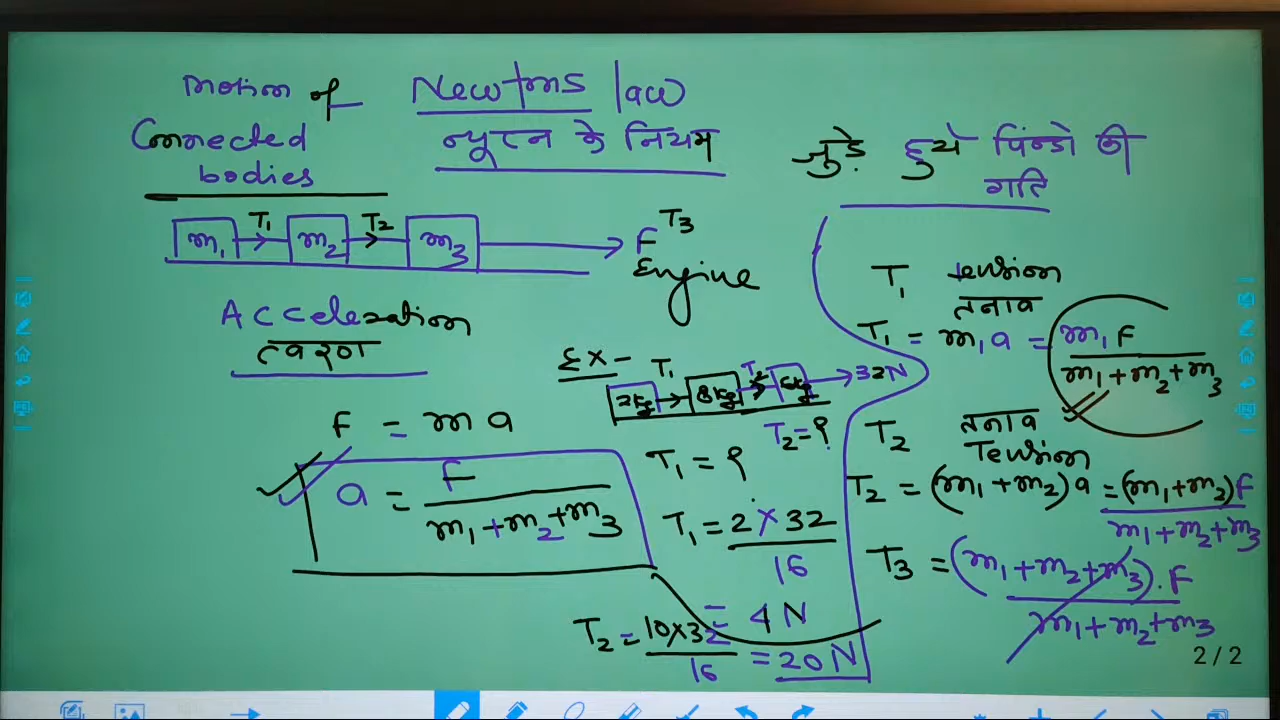 Motion of
Connected
bodies
Newtons law
न्यूटन के नियम
जुड़े हुये पिन्डो की
गति
m₁ T₁ m₂ T₂ m₃ F T₃
Engine
Acceleration
त्वरण
F = m a
a = F / m₁+m₂+m₃
Ex-
2kg T₁ 8kg T₂ 6kg 32N
T₂=?
T₁ = ?
T₁ = 2 × 32 / 16
= 4 N
T₂ = 10×32 / 16 = 20 N
T₁ Tension
तनाव
T₁ = m₁a = m₁F / m₁+m₂+m₃
T₂ तनाव
Tension
T₂ = (m₁+m₂)a = (m₁+m₂)F / m₁+m₂+m₃
T₃ = (m₁+m₂+m₃).F / m₁+m₂+m₃
2/2